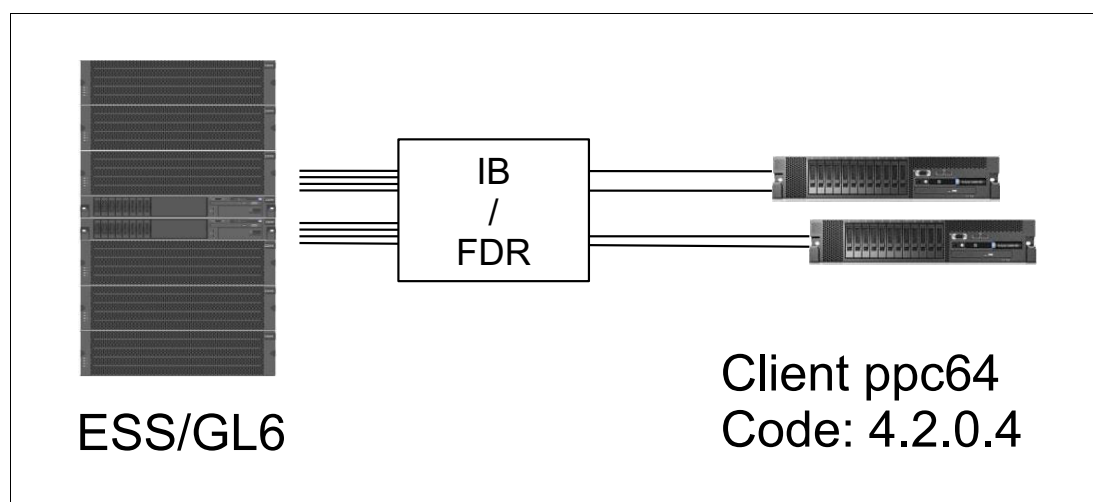 IB
/
FDR
ESS/GL6
Client ppc64
Code: 4.2.0.4